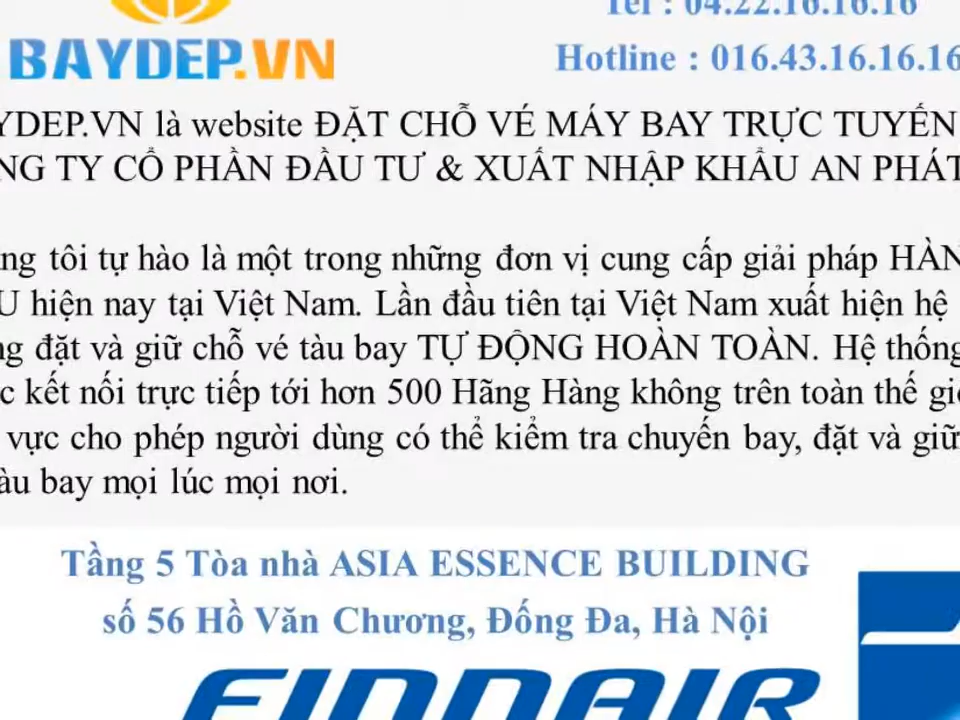 Tel : 04.22.16.16.16
BAYDEP.VN
Hotline : 016.43.16.16.16
YDEP.VN là website ĐẶT CHỖ VÉ MÁY BAY TRỰC TUYẾN
NG TY CỔ PHẦN ĐẦU TƯ & XUẤT NHẬP KHẨU AN PHÁT
ng tôi tự hào là một trong những đơn vị cung cấp giải pháp HÀN
U hiện nay tại Việt Nam. Lần đầu tiên tại Việt Nam xuất hiện hệ
ng đặt và giữ chỗ vé tàu bay TỰ ĐỘNG HOÀN TOÀN. Hệ thống
c kết nối trực tiếp tới hơn 500 Hãng Hàng không trên toàn thế giớ
vực cho phép người dùng có thể kiểm tra chuyến bay, đặt và giữ
àu bay mọi lúc mọi nơi.
Tầng 5 Tòa nhà ASIA ESSENCE BUILDING
số 56 Hồ Văn Chương, Đống Đa, Hà Nội
FINNAIR